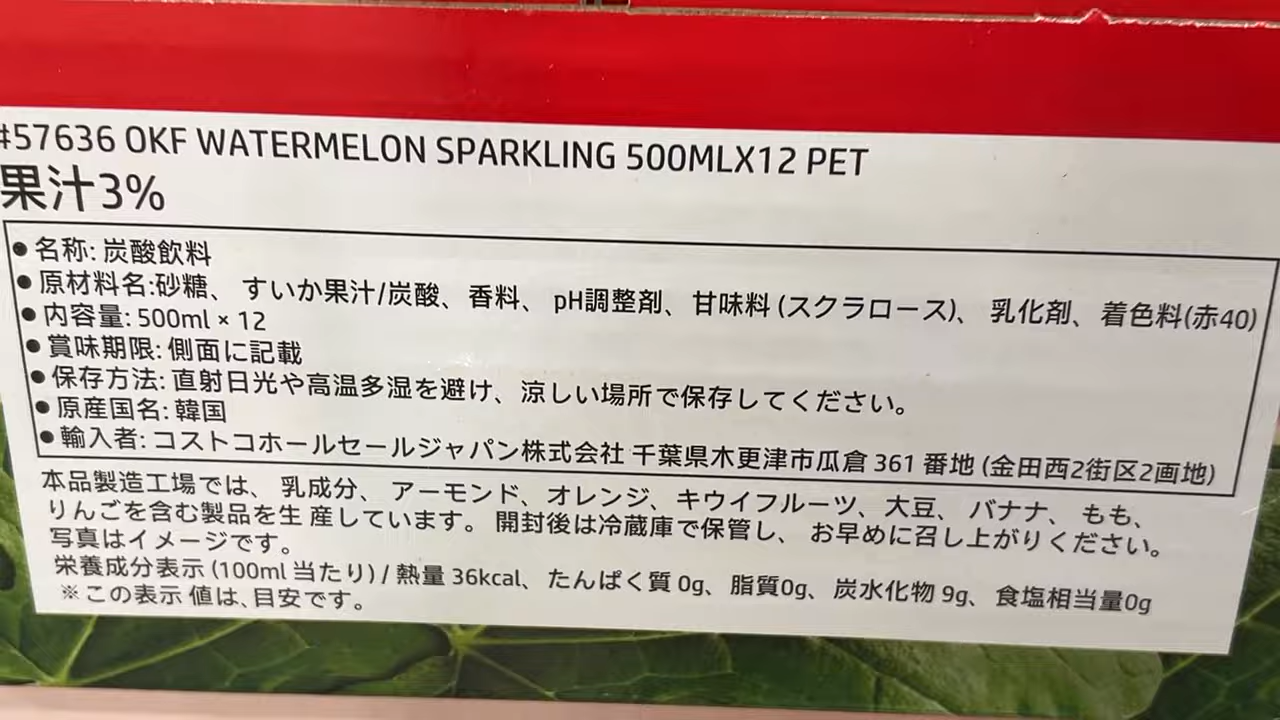 #57636 OKF WATERMELON SPARKLING 500MLX12 PET
果汁3%
● 名称: 炭酸飲料
● 原材料名:砂糖、すいか果汁/炭酸、香料、pH調整剤、甘味料 (スクラロース)、乳化剤、着色料(赤40)
● 内容量: 500ml × 12
● 賞味期限: 側面に記載
● 保存方法: 直射日光や高温多湿を避け、涼しい場所で保存してください。
● 原産国名: 韓国
● 輸入者: コストコホールセールジャパン株式会社 千葉県木更津市瓜倉 361 番地 (金田西2街区2画地)
本品製造工場では、乳成分、アーモンド、オレンジ、キウイフルーツ、大豆、バナナ、もも、
りんごを含む製品を生産しています。開封後は冷蔵庫で保管し、お早めに召し上がりください。
写真はイメージです。
栄養成分表示 (100ml 当たり) / 熱量 36kcal、たんぱく質 0g、脂質0g、炭水化物 9g、食塩相当量0g
※この表示値は、目安です。